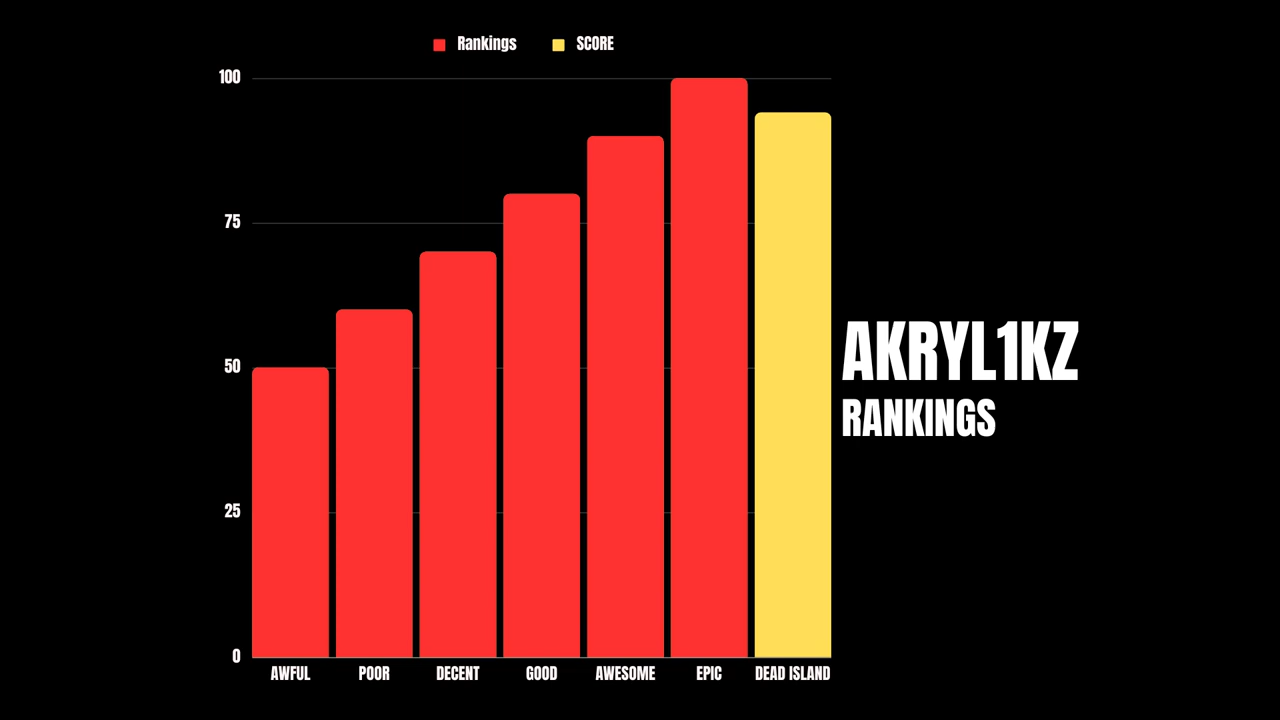 Rankings SCORE
100
75
50
25
0
AWFUL POOR DECENT GOOD AWESOME EPIC DEAD ISLAND
AKRYL1KZ
RANKINGS